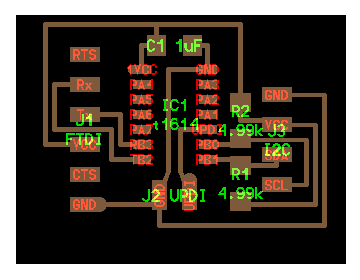 C1 1uF
RTS
1VCC
GND
PA4
PA3
Rx
PA5
PA2
GND
PA6
PA1
IC1
R2
t1614
Tx
PA7
UPDI
4.99k
VCC
J1
J3
FTDI
PB3
PB0
VCC
TB2
PB1
I2C
SDA
CTS
R1
SCL
4.99k
GND
J2 UPDI
GND
UPDI